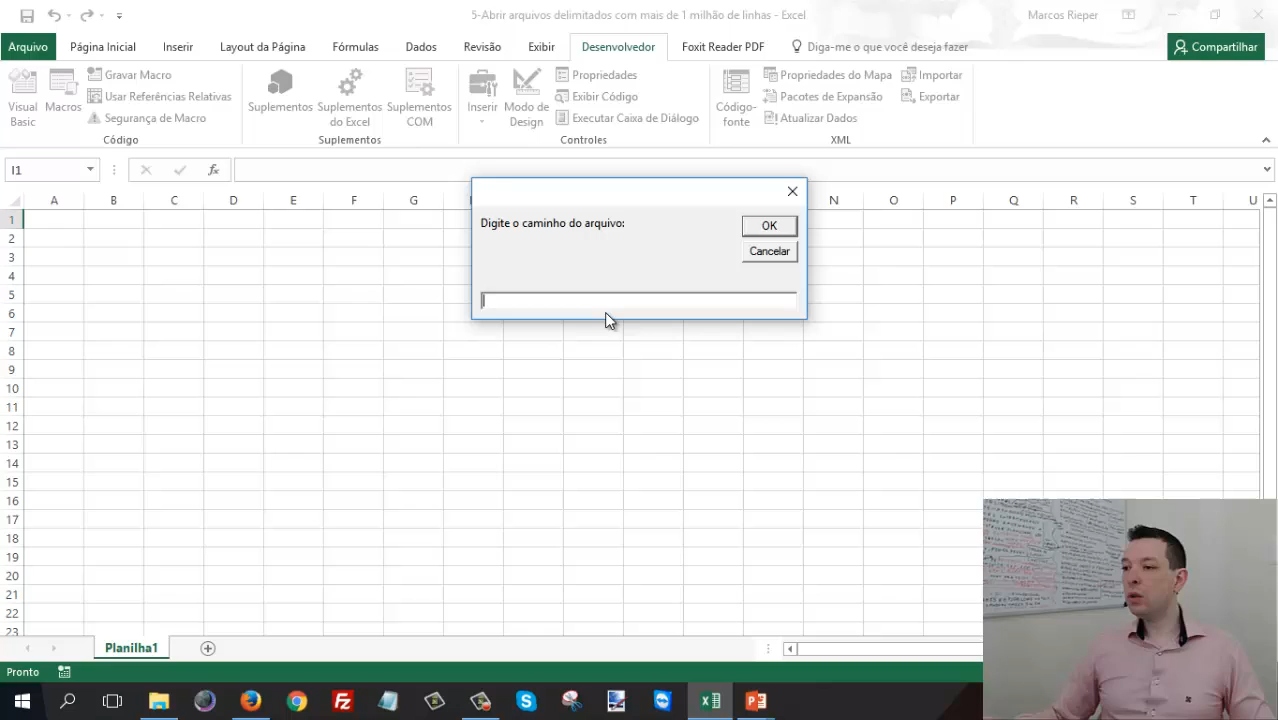 5-Abrir arquivos delimitados com mais de 1 milhão de linhas - Excel
Marcos Rieper
Arquivo
Página Inicial
Inserir
Layout da Página
Fórmulas
Dados
Revisão
Exibir
Desenvolvedor
Foxit Reader PDF
Diga-me o que você deseja fazer
Compartilhar
Visual Basic
Macros
Gravar Macro
Usar Referências Relativas
Segurança de Macro
Código
Suplementos
Suplementos do Excel
Suplementos COM
Suplementos
Inserir
Modo de Design
Propriedades
Exibir Código
Executar Caixa de Diálogo
Controles
Código-fonte
Propriedades do Mapa
Pacotes de Expansão
Atualizar Dados
Importar
Exportar
XML
I1
fx
A B C D E F G N O P Q R S T U
1
2
3
4
5
6
7
8
9
10
11
12
13
14
15
16
17
18
19
20
21
22
23
Digite o caminho do arquivo:
OK
Cancelar
Planilha1
Pronto